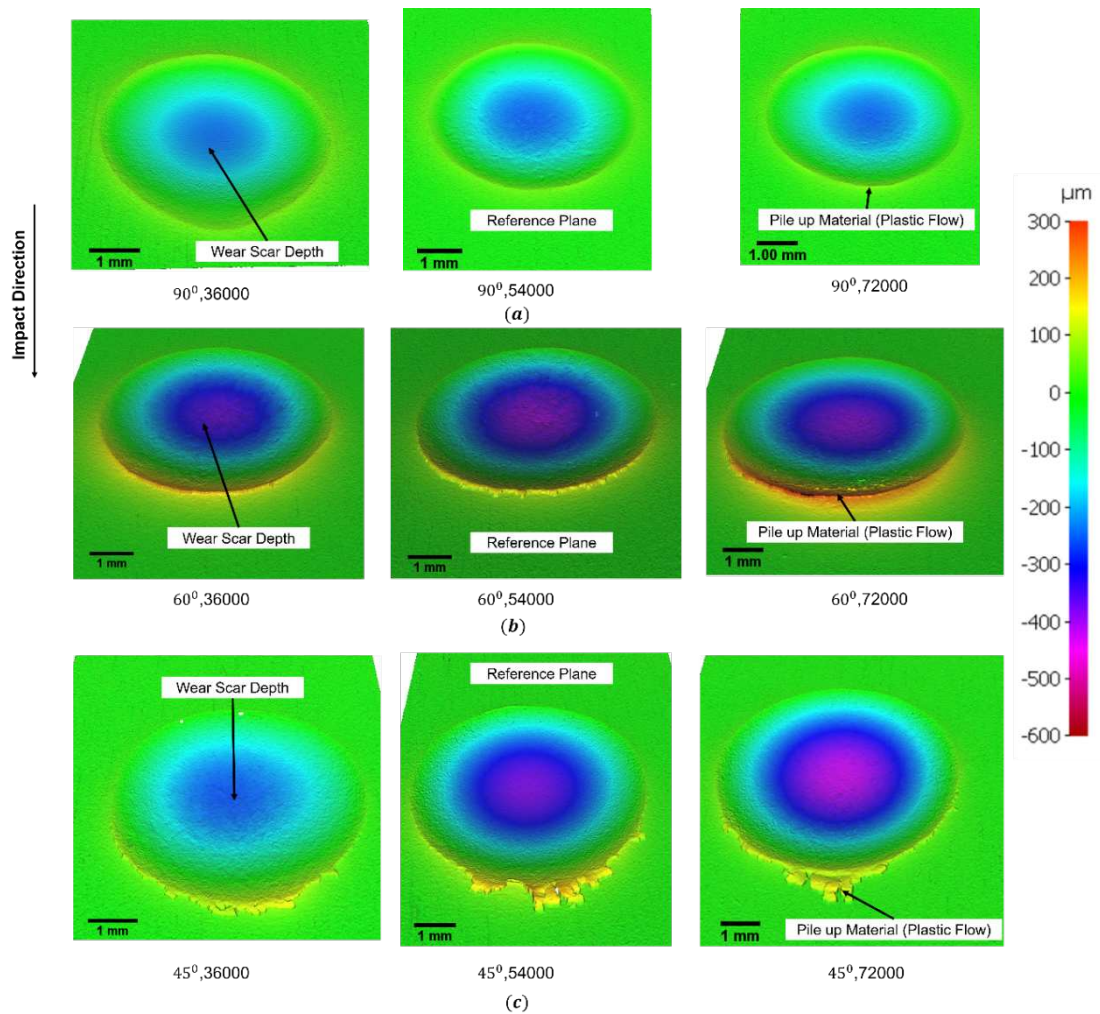 Impact Direction
Wear Scar Depth
1 mm
90⁰,36000
Reference Plane
1 mm
90⁰,54000
Pile up Material (Plastic Flow)
1.00 mm
90⁰,72000
(a)
Wear Scar Depth
1 mm
60⁰,36000
Reference Plane
1 mm
60⁰,54000
Pile up Material (Plastic Flow)
1 mm
60⁰,72000
(b)
Wear Scar Depth
1 mm
45⁰,36000
Reference Plane
1 mm
45⁰,54000
Pile up Material (Plastic Flow)
1 mm
45⁰,72000
(c)
µm
300
200
100
0
-100
-200
-300
-400
-500
-600